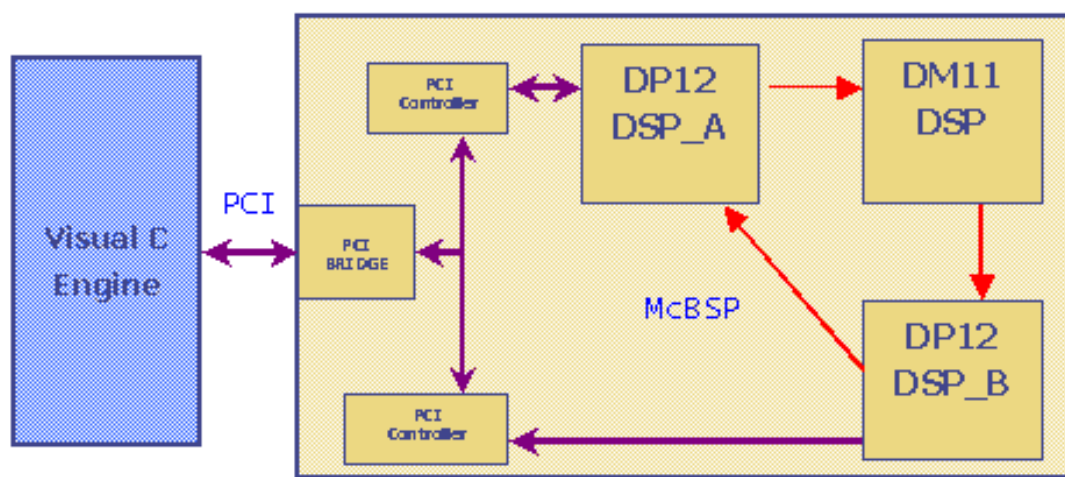 Visual C
Engine
PCI
PCI
BRIDGE
PCI
Controller
DP12
DSP_A
DM11
DSP
McBSP
DP12
DSP_B
PCI
Controller